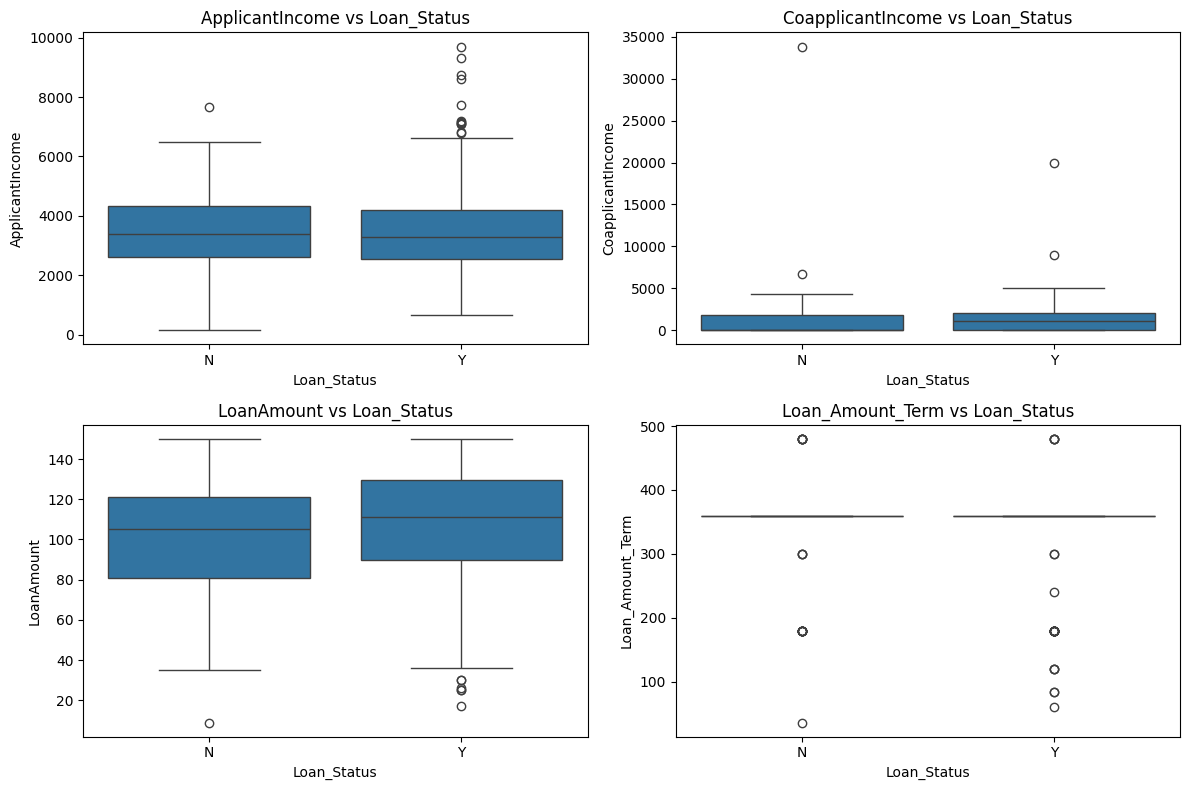 ApplicantIncome vs Loan_Status
ApplicantIncome
10000
8000
6000
4000
2000
0
N
Y
Loan_Status
CoapplicantIncome vs Loan_Status
CoapplicantIncome
35000
30000
25000
20000
15000
10000
5000
0
N
Y
Loan_Status
LoanAmount vs Loan_Status
LoanAmount
140
120
100
80
60
40
20
N
Y
Loan_Status
Loan_Amount_Term vs Loan_Status
Loan_Amount_Term
500
400
300
200
100
N
Y
Loan_Status